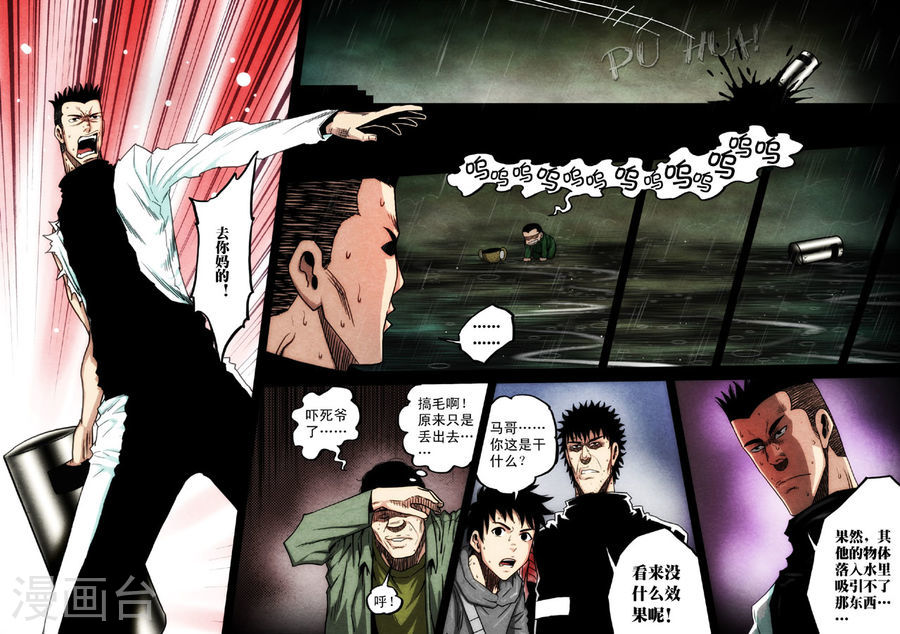 去你妈的！
PU HUA!
呜呜呜呜呜呜呜呜呜呜呜呜呜
……
……
吓死爷
了……
搞毛啊！
原来只是
丢出去…
……
呼！
马哥……
你这是干
什么？
看来没
什么效
果呢！
果然，其
他的物体
落入水里
吸引不了
那东西……
漫画台